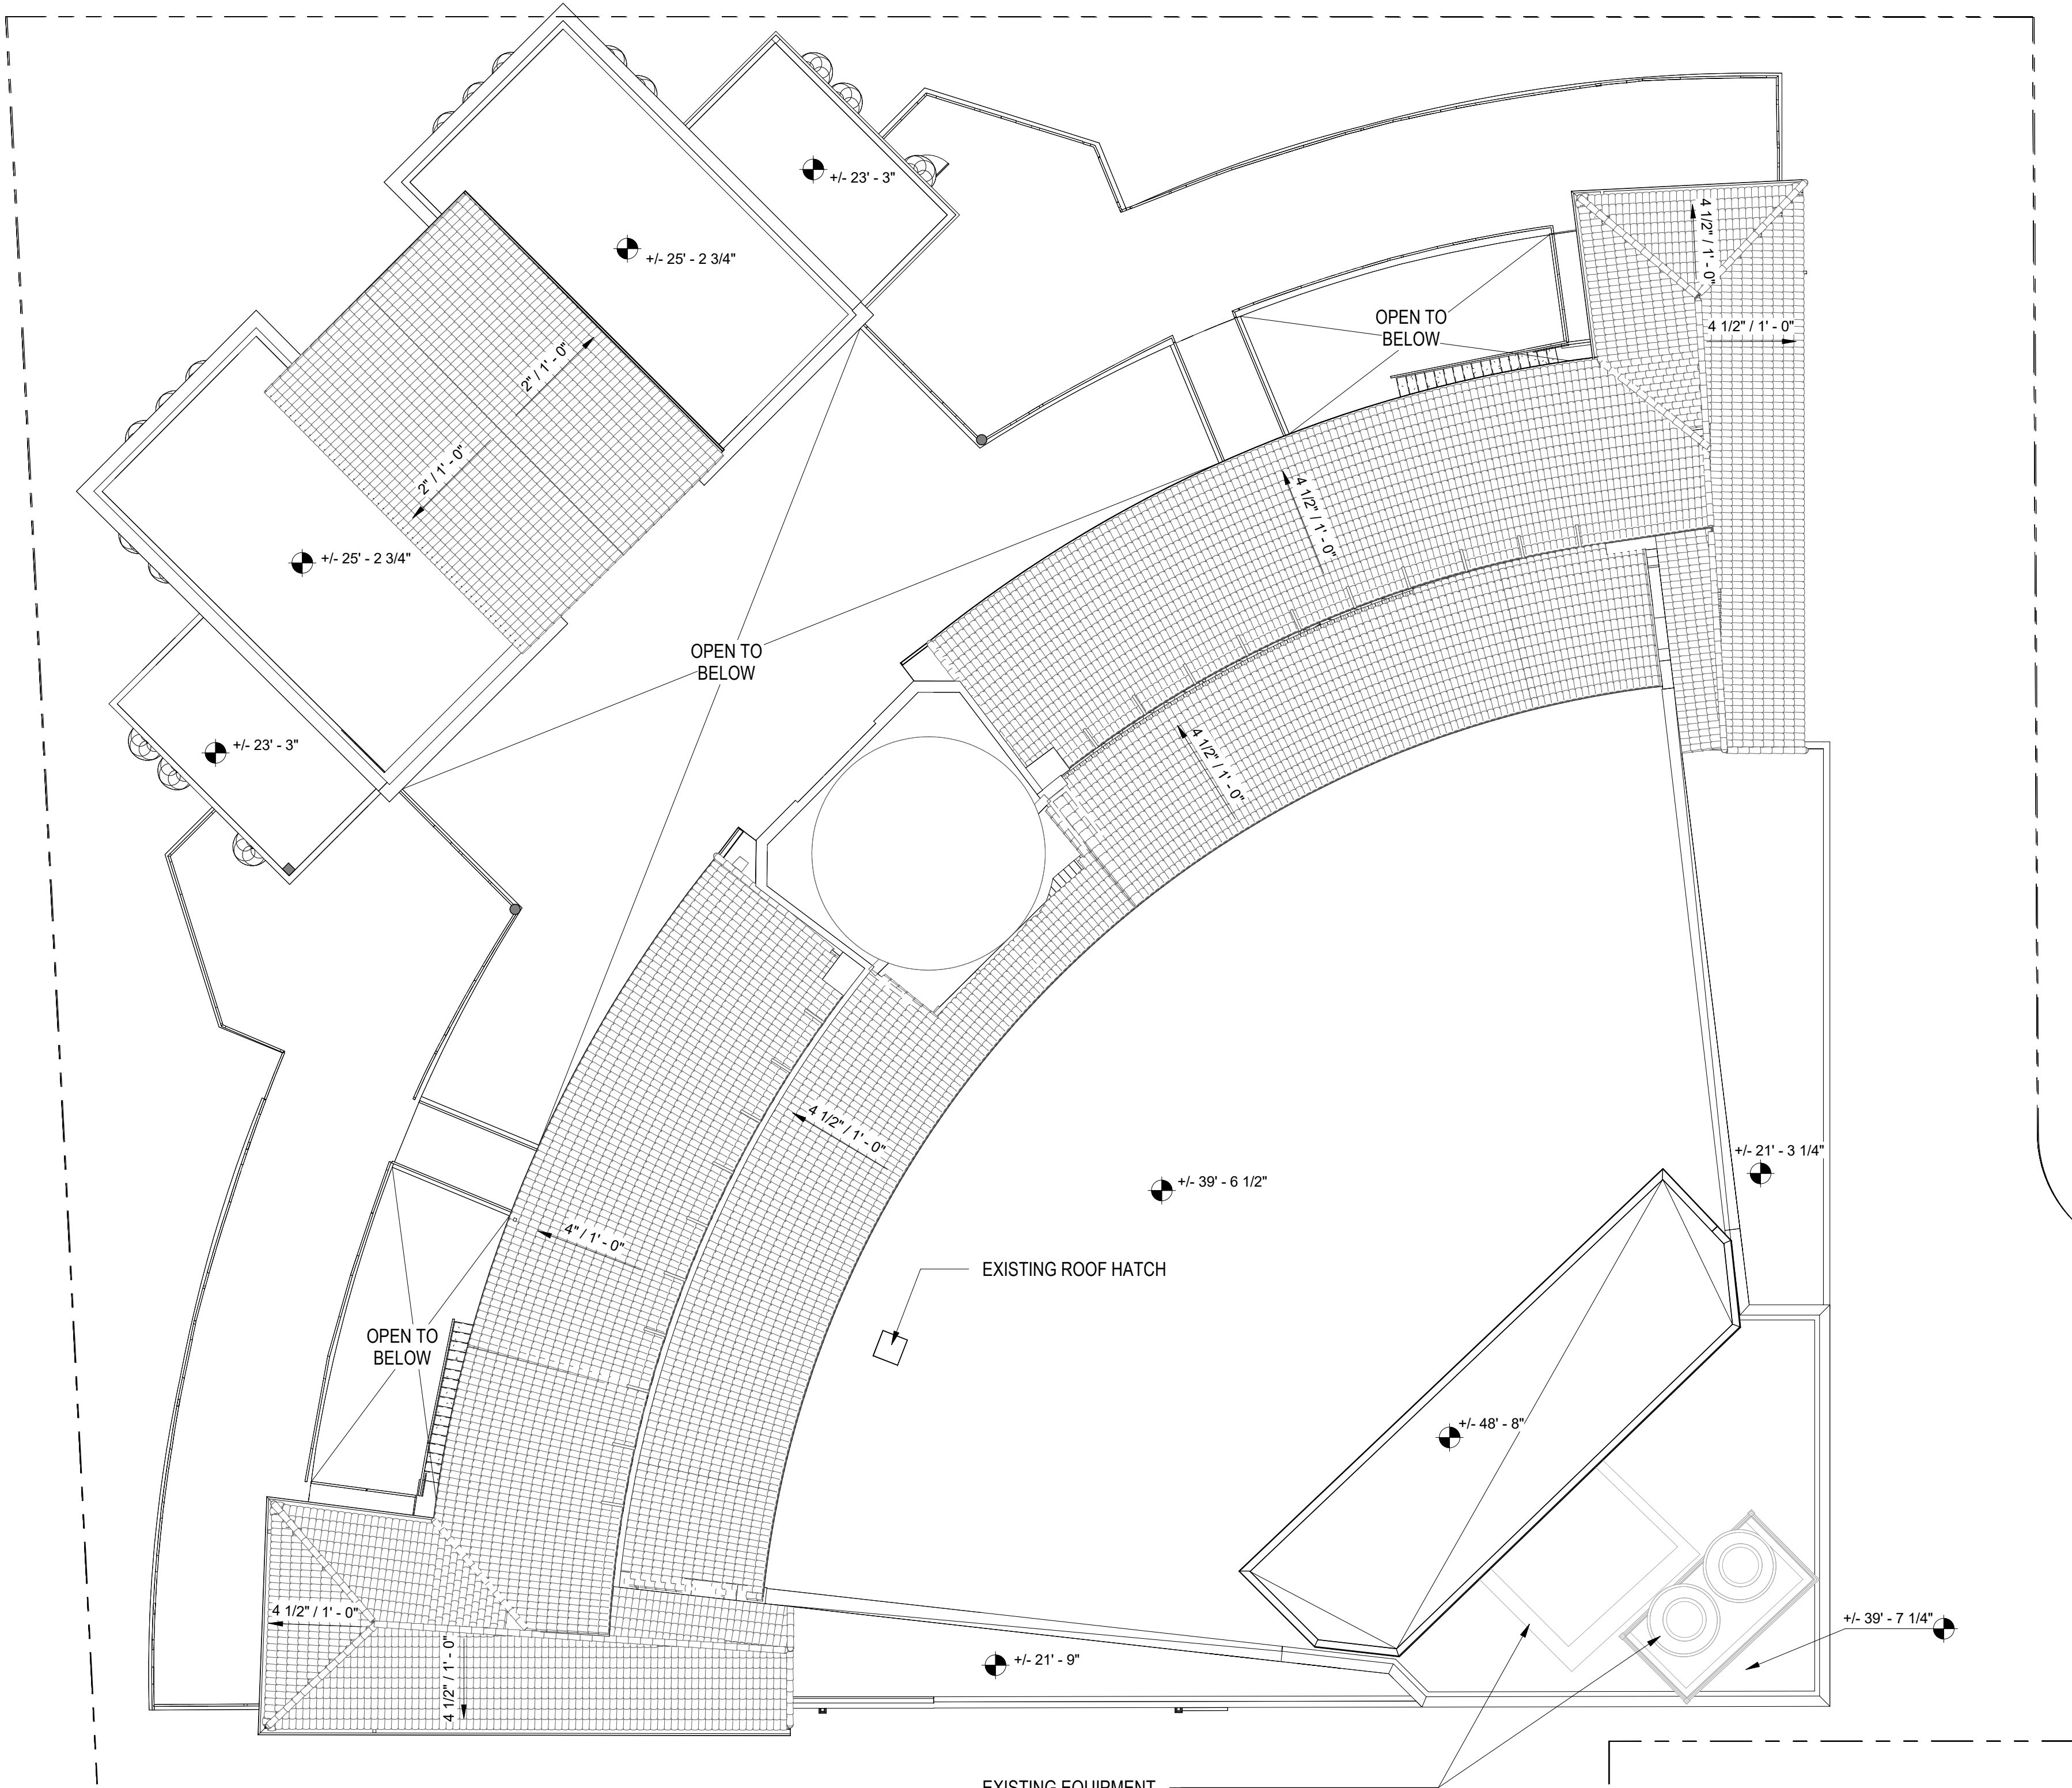 +/- 23' - 3"
+/- 25' - 2 3/4"
4 1/2" / 1' - 0"
OPEN TO
BELOW
4 1/2" / 1' - 0"
2" / 1' - 0"
2" / 1' - 0"
4 1/2" / 1' - 0"
+/- 25' - 2 3/4"
OPEN TO
BELOW
+/- 23' - 3"
4 1/2" / 1' - 0"
4 1/2" / 1' - 0"
+/- 21' - 3 1/4"
+/- 39' - 6 1/2"
4" / 1' - 0"
EXISTING ROOF HATCH
OPEN TO
BELOW
+/- 48' - 8"
4 1/2" / 1' - 0"
+/- 39' - 7 1/4"
4 1/2" / 1' - 0"
+/- 21' - 9"
EXISTING EQUIPMENT